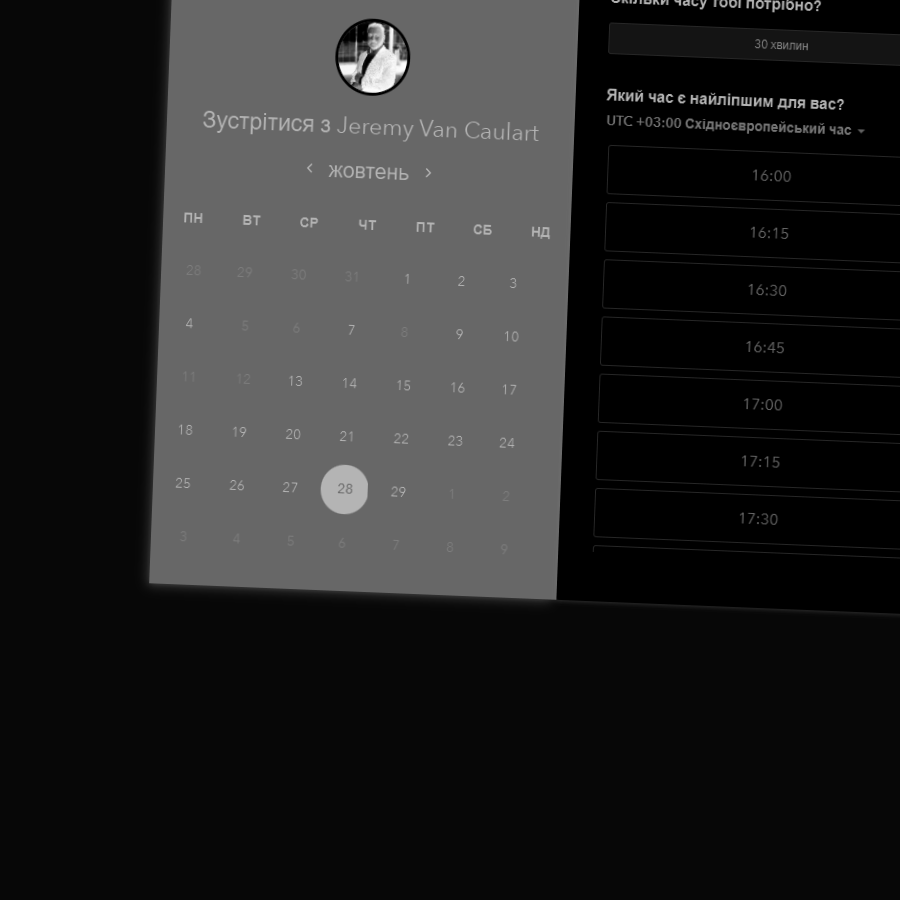 Зустрітися з Jeremy Van Caulart
жовтень
ПН ВТ СР ЧТ ПТ СБ НД
28 29 30 31 1 2 3
4 5 6 7 8 9 10
11 12 13 14 15 16 17
18 19 20 21 22 23 24
25 26 27 28 29 1 2
3 4 5 6 7 8 9
Скільки часу тобі потрібно?
30 хвилин
Який час є найліпшим для вас?
UTC +03:00 Східноєвропейський час
16:00
16:15
16:30
16:45
17:00
17:15
17:30